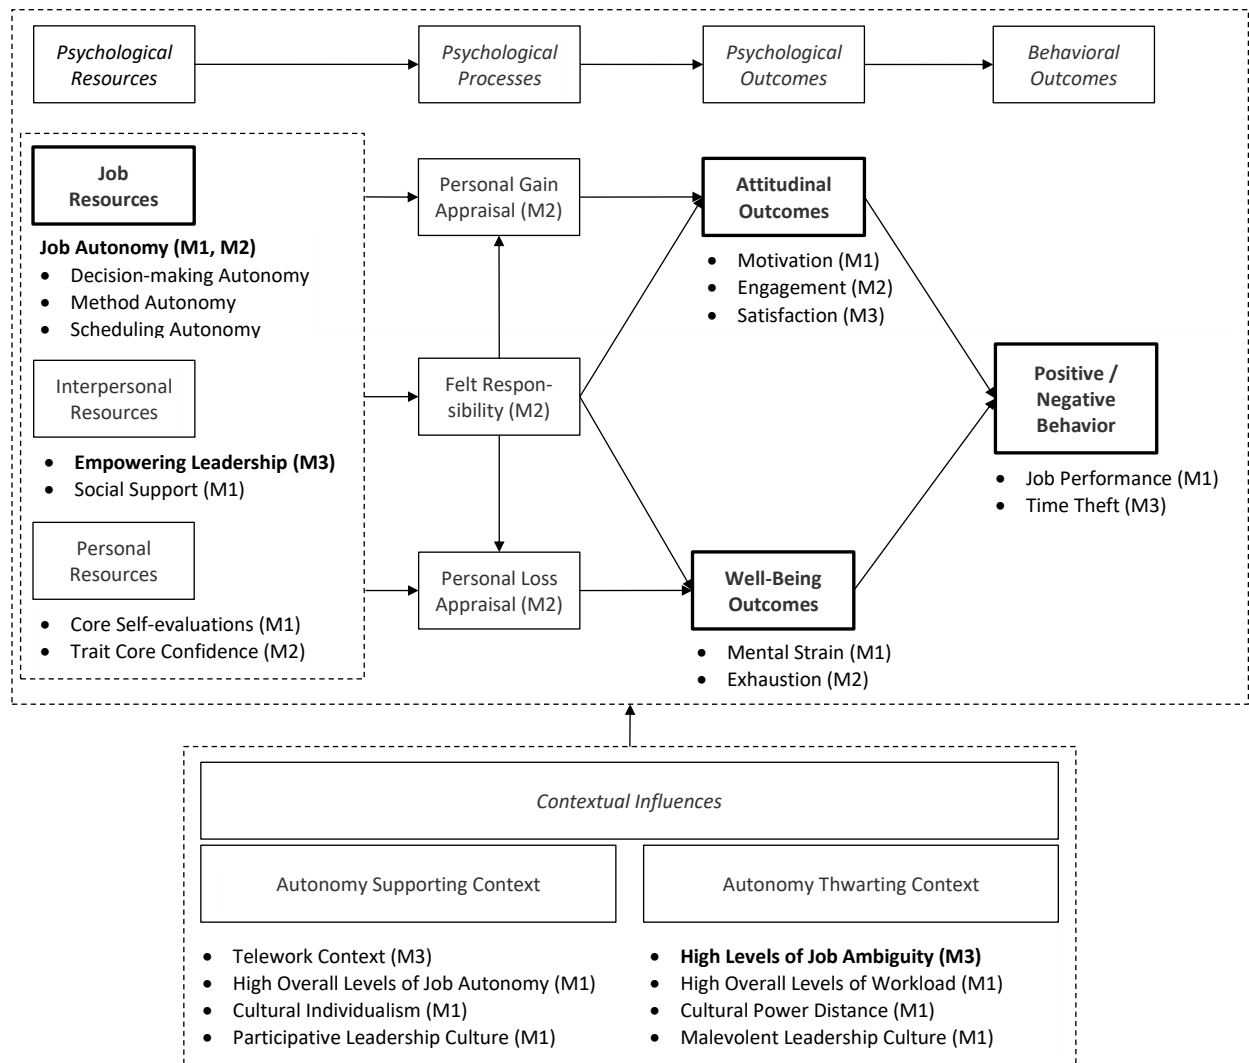 Psychological
Resources
Psychological
Processes
Psychological
Outcomes
Behavioral
Outcomes
Job
Resources
Job Autonomy (M1, M2)
• Decision-making Autonomy
• Method Autonomy
• Scheduling Autonomy
Interpersonal
Resources
• Empowering Leadership (M3)
• Social Support (M1)
Personal
Resources
• Core Self-evaluations (M1)
• Trait Core Confidence (M2)
Personal Gain
Appraisal (M2)
Felt Respon-
sibility (M2)
Personal Loss
Appraisal (M2)
Attitudinal
Outcomes
• Motivation (M1)
• Engagement (M2)
• Satisfaction (M3)
Well-Being
Outcomes
• Mental Strain (M1)
• Exhaustion (M2)
Positive /
Negative
Behavior
• Job Performance (M1)
• Time Theft (M3)
Contextual Influences
Autonomy Supporting Context
• Telework Context (M3)
• High Overall Levels of Job Autonomy (M1)
• Cultural Individualism (M1)
• Participative Leadership Culture (M1)
Autonomy Thwarting Context
• High Levels of Job Ambiguity (M3)
• High Overall Levels of Workload (M1)
• Cultural Power Distance (M1)
• Malevolent Leadership Culture (M1)